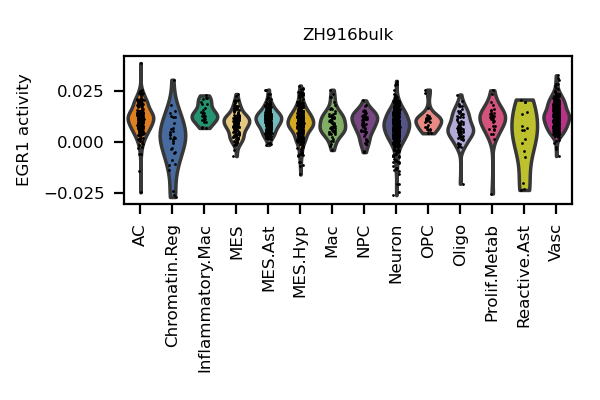 ZH916bulk
EGR1 activity
0.025
0.000
−0.025
AC
Chromatin.Reg
Inflammatory.Mac
MES
MES.Ast
MES.Hyp
Mac
NPC
Neuron
OPC
Oligo
Prolif.Metab
Reactive.Ast
Vasc